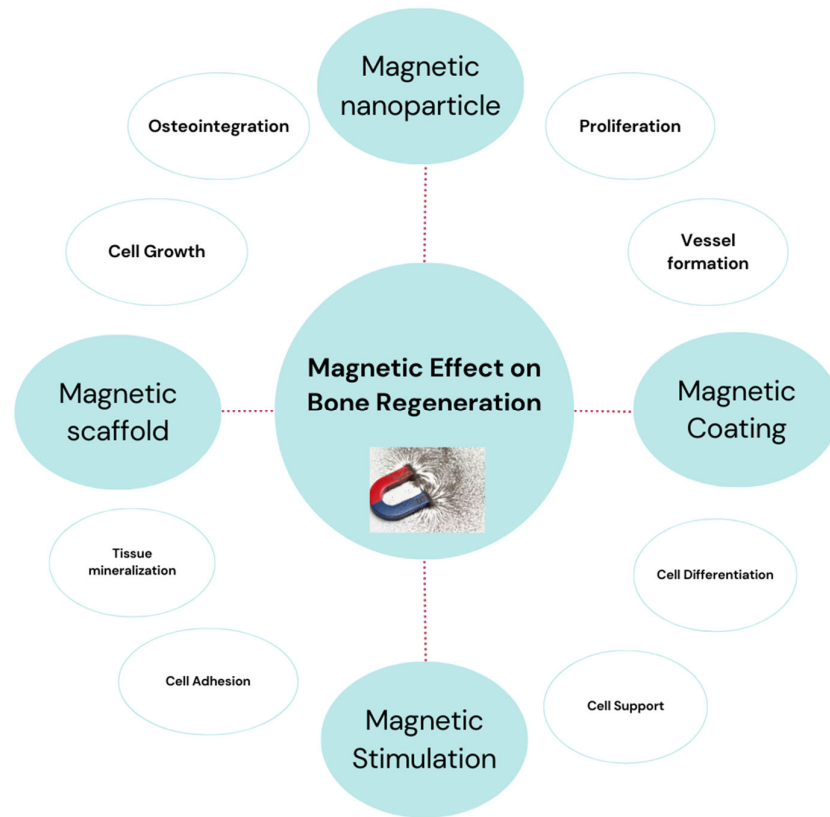 Magnetic
nanoparticle
Osteointegration
Proliferation
Cell Growth
Vessel
formation
Magnetic Effect on
Bone Regeneration
Magnetic
scaffold
Magnetic
Coating
Tissue
mineralization
Cell Differentiation
Cell Adhesion
Cell Support
Magnetic
Stimulation